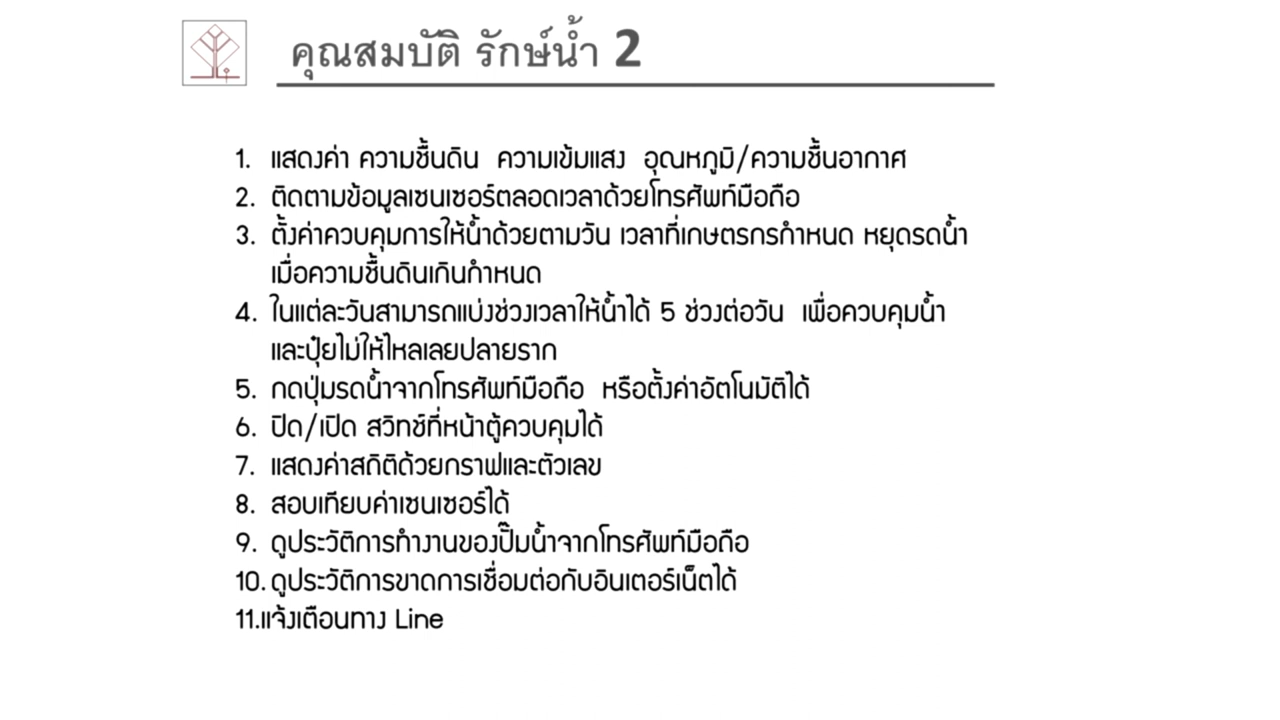 คุณสมบัติ รักษ์น้ำ 2
1. แสดงค่า ความชื้นดิน ความเข้มแสง อุณหภูมิ/ความชื้นอากาศ
2. ติดตามข้อมูลเซนเซอร์ตลอดเวลาด้วยโทรศัพท์มือถือ
3. ตั้งค่าควบคุมการให้น้ำด้วยตามวัน เวลาที่เกษตรกรกำหนด หยุดรดน้ำ
เมื่อความชื้นดินเกินกำหนด
4. ในแต่ละวันสามารถแบ่งช่วงเวลาให้น้ำได้ 5 ช่วงต่อวัน เพื่อควบคุมน้ำ
และปุ๋ยไม่ให้ไหลเลยปลายราก
5. กดปุ่มรดน้ำจากโทรศัพท์มือถือ หรือตั้งค่าอัตโนมัติได้
6. ปิด/เปิด สวิทช์ที่หน้าตู้ควบคุมได้
7. แสดงค่าสถิติด้วยกราฟและตัวเลข
8. สอบเทียบค่าเซนเซอร์ได้
9. ดูประวัติการทำงานของปั๊มน้ำจากโทรศัพท์มือถือ
10. ดูประวัติการขาดการเชื่อมต่อกับอินเตอร์เน็ตได้
11.แจ้งเตือนทาง Line